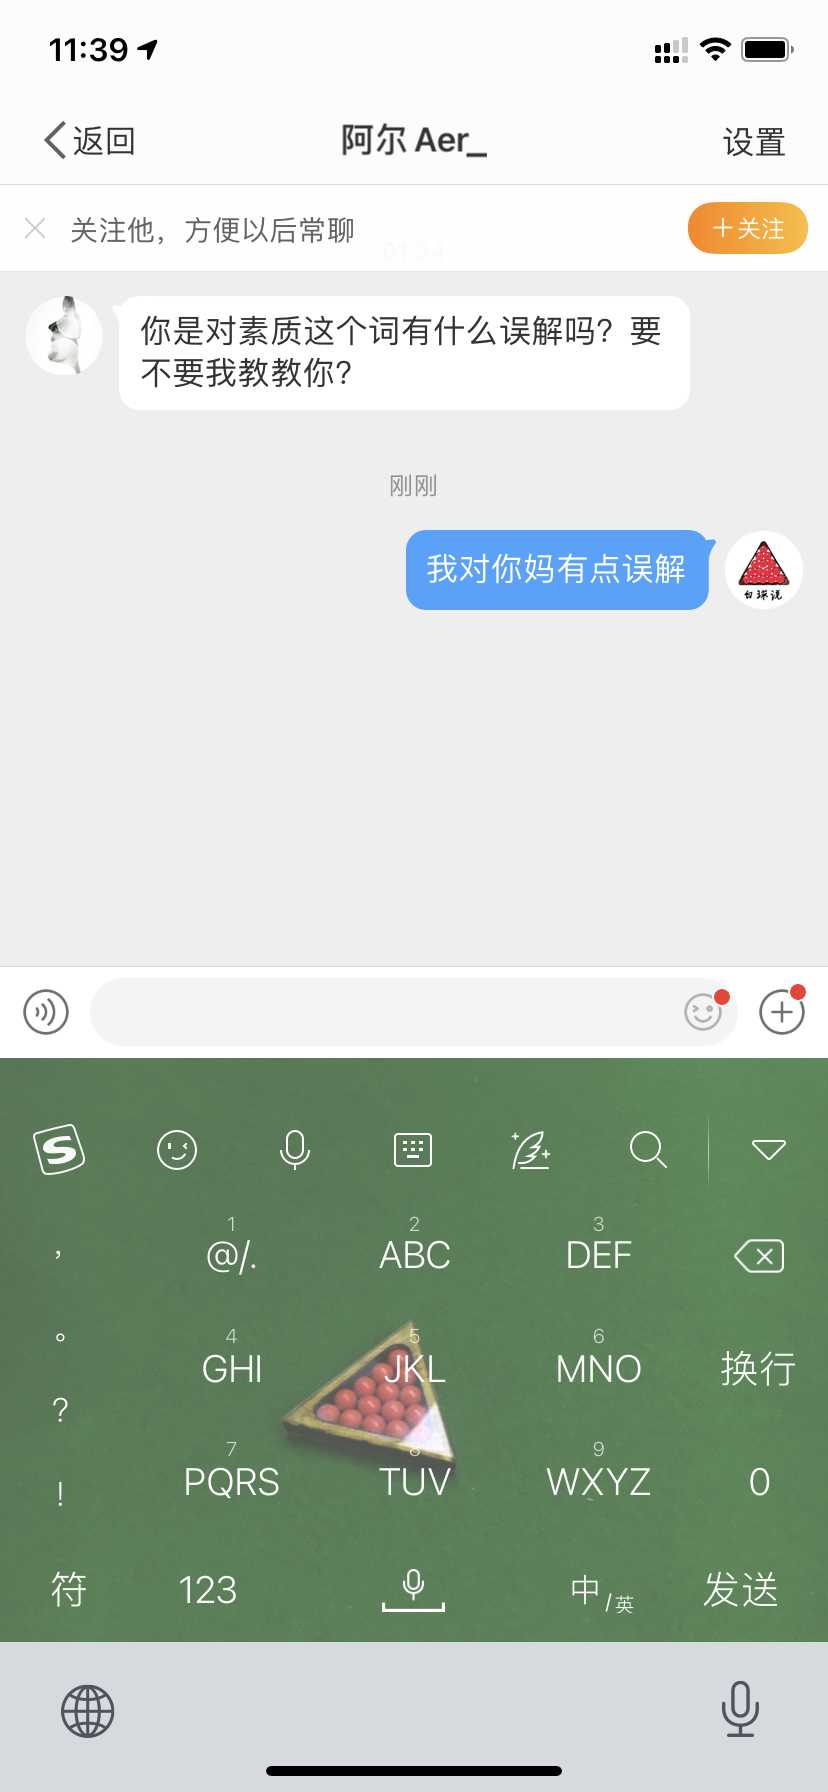 11:39
返回
阿尔 Aer_
设置
关注他，方便以后常聊
+关注
你是对素质这个词有什么误解吗？要
不要我教教你？
刚刚
我对你妈有点误解
白球说
S
，
1
@/.
2
ABC
3
DEF
。
4
GHI
5
JKL
6
MNO
换行
?
!
7
PQRS
8
TUV
9
WXYZ
0
符
123
中/英
发送